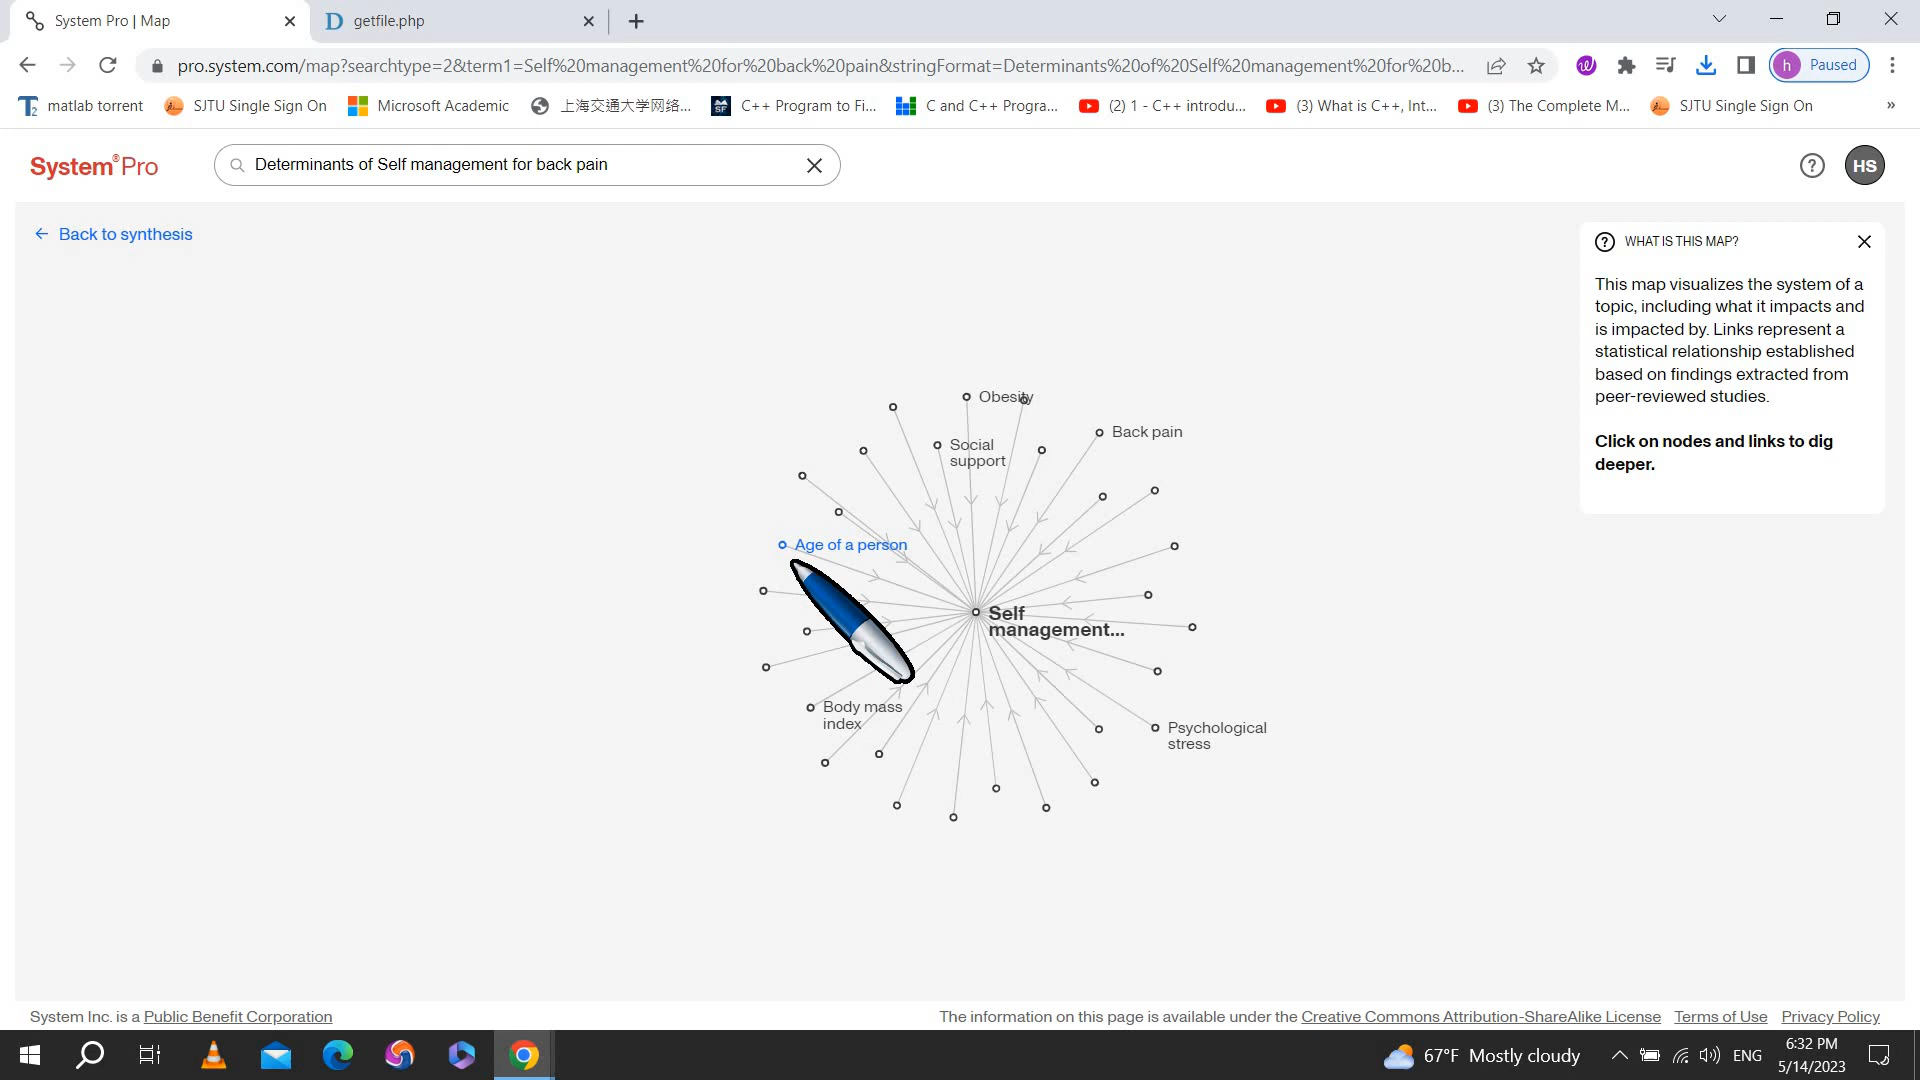 System Pro | Map
getfile.php
pro.system.com/map?searchtype=2&term1=Self%20management%20for%20back%20pain&stringFormat=Determinants%20of%20Self%20management%20for%20b...
h Paused
matlab torrent
SJTU Single Sign On
Microsoft Academic
上海交通大学网络...
C++ Program to Fi...
C and C++ Progra...
(2) 1 - C++ introdu...
(3) What is C++, Int...
(3) The Complete M...
SJTU Single Sign On
»
System® Pro
Determinants of Self management for back pain
HS
← Back to synthesis
WHAT IS THIS MAP?
This map visualizes the system of a
topic, including what it impacts and
is impacted by. Links represent a
statistical relationship established
based on findings extracted from
peer-reviewed studies.
Click on nodes and links to dig
deeper.
Obesity
Back pain
Social
support
Age of a person
Self
management...
Body mass
index
Psychological
stress
System Inc. is a Public Benefit Corporation
The information on this page is available under the Creative Commons Attribution-ShareAlike License
Terms of Use
Privacy Policy
67°F Mostly cloudy
ENG
6:32 PM
5/14/2023